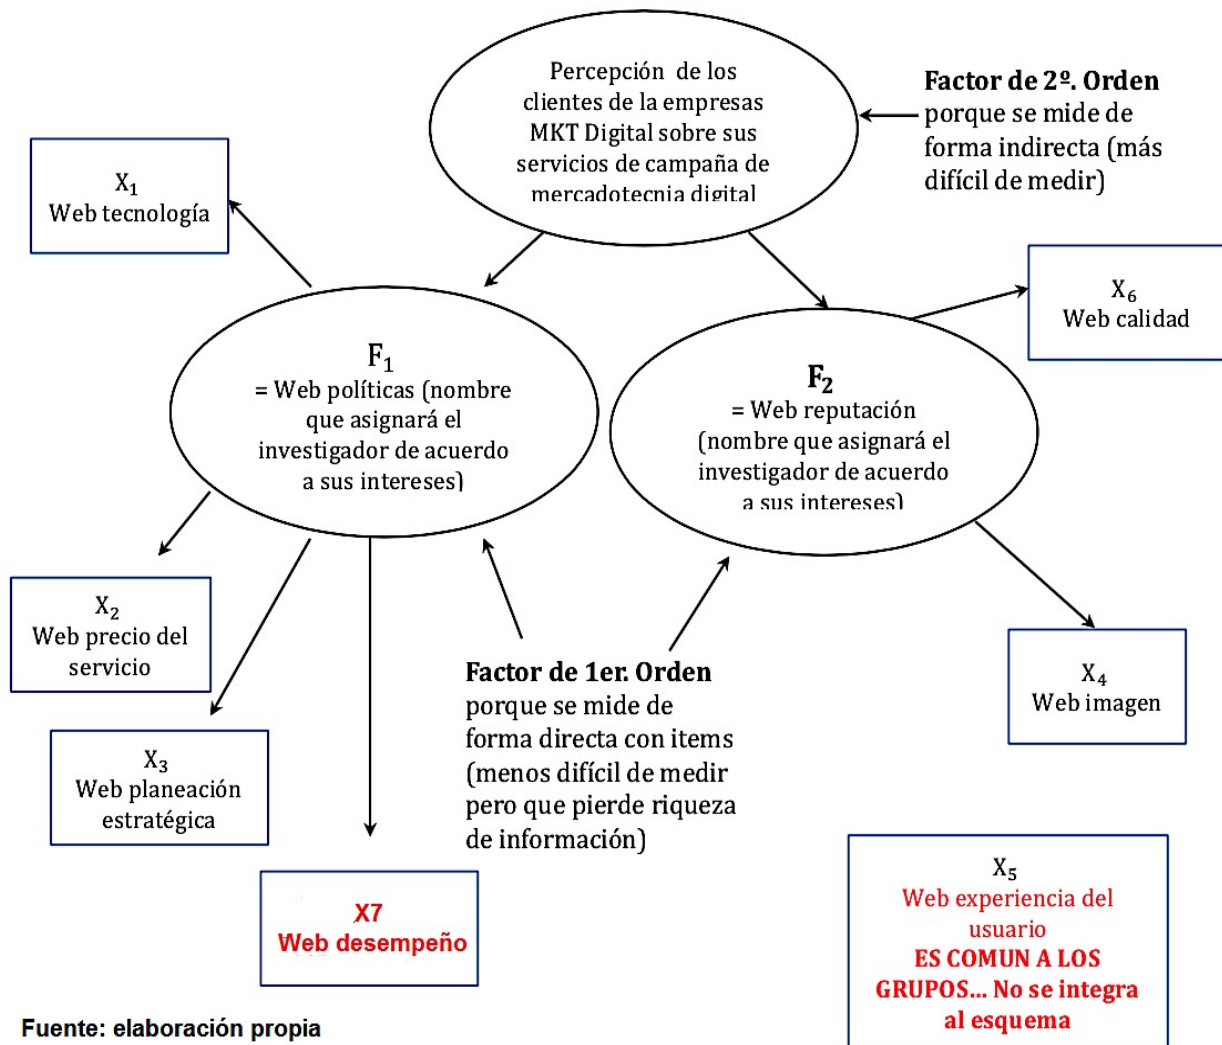 Percepción de los
clientes de la empresas
MKT Digital sobre sus
servicios de campaña de
mercadotecnia digital
Factor de 2º. Orden
porque se mide de
forma indirecta (más
difícil de medir)
X₁
Web tecnología
X₆
Web calidad
F₁
= Web políticas (nombre
que asignará el
investigador de acuerdo
a sus intereses)
F₂
= Web reputación
(nombre que asignará el
investigador de acuerdo
a sus intereses)
X₂
Web precio del
servicio
X₃
Web planeación
estratégica
X7
Web desempeño
Factor de 1er. Orden
porque se mide de
forma directa con items
(menos difícil de medir
pero que pierde riqueza
de información)
X₄
Web imagen
X₅
Web experiencia del
usuario
ES COMUN A LOS
GRUPOS... No se integra
al esquema
Fuente: elaboración propia